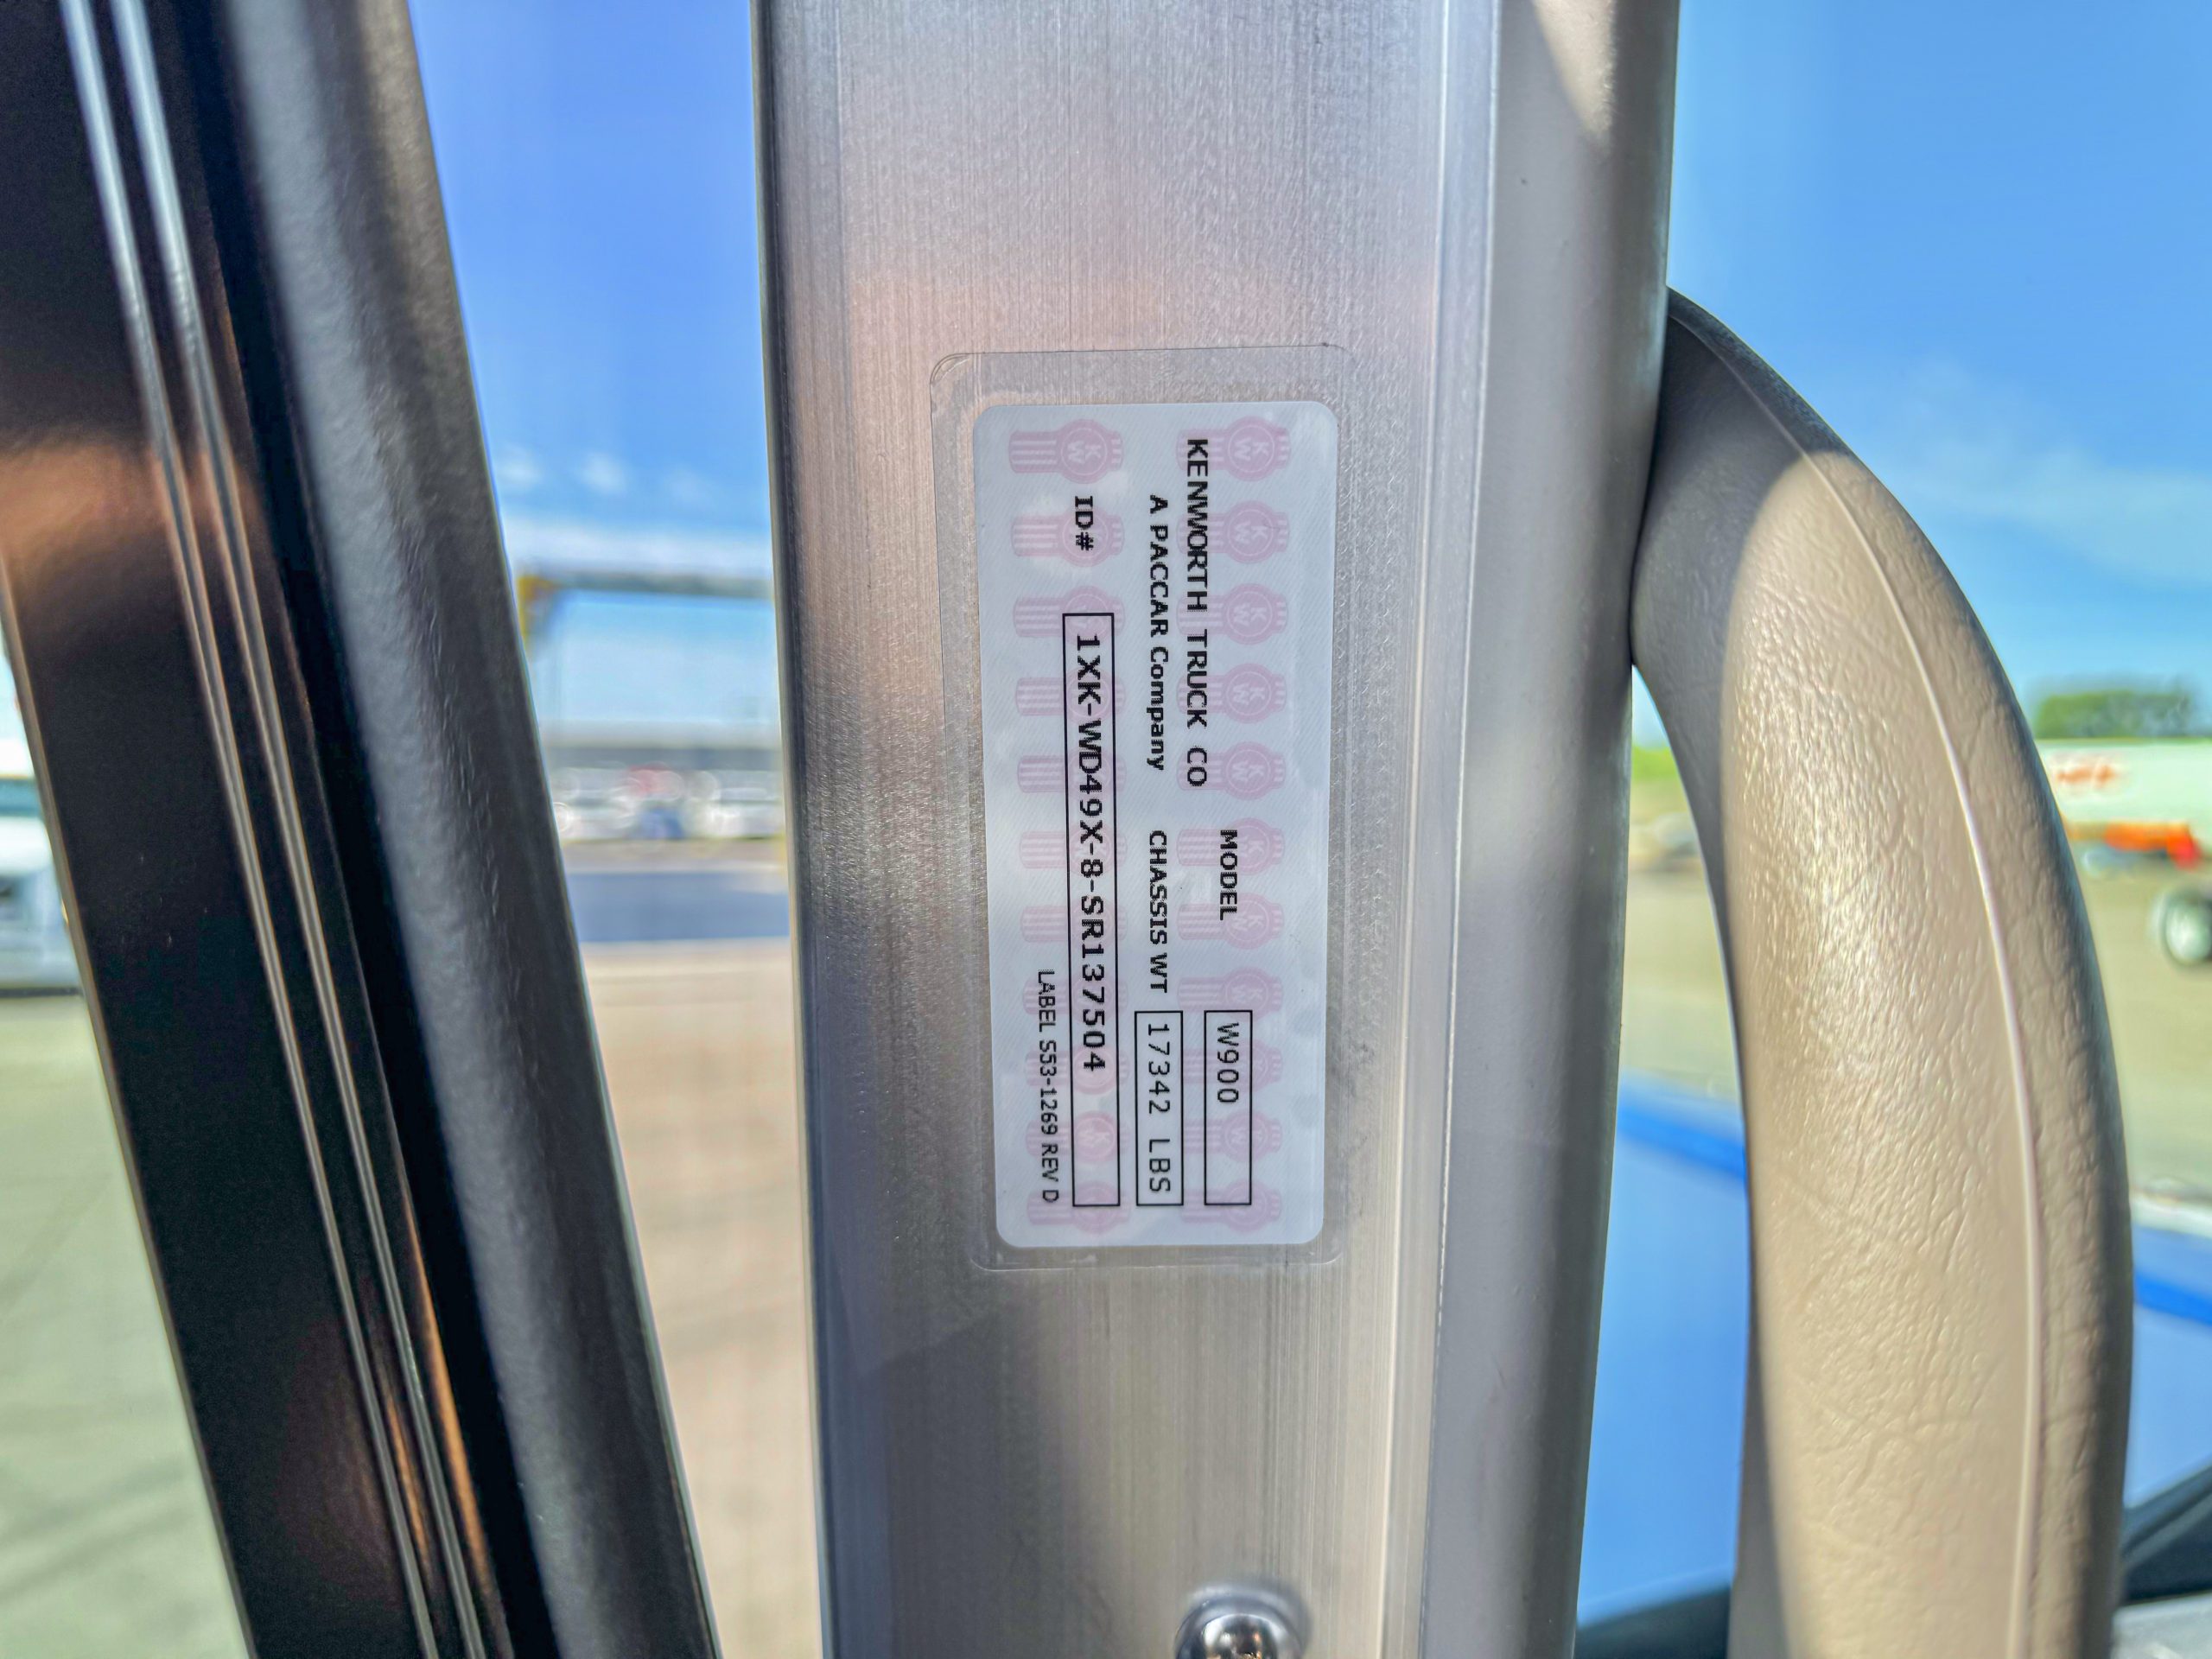 MODEL W900
KENWORTH TRUCK CO
A PACCAR Company CHASSIS WT 17342 LBS
ID# 1XK-WD49X-8-SR137504
LABEL S53-1269 REV D